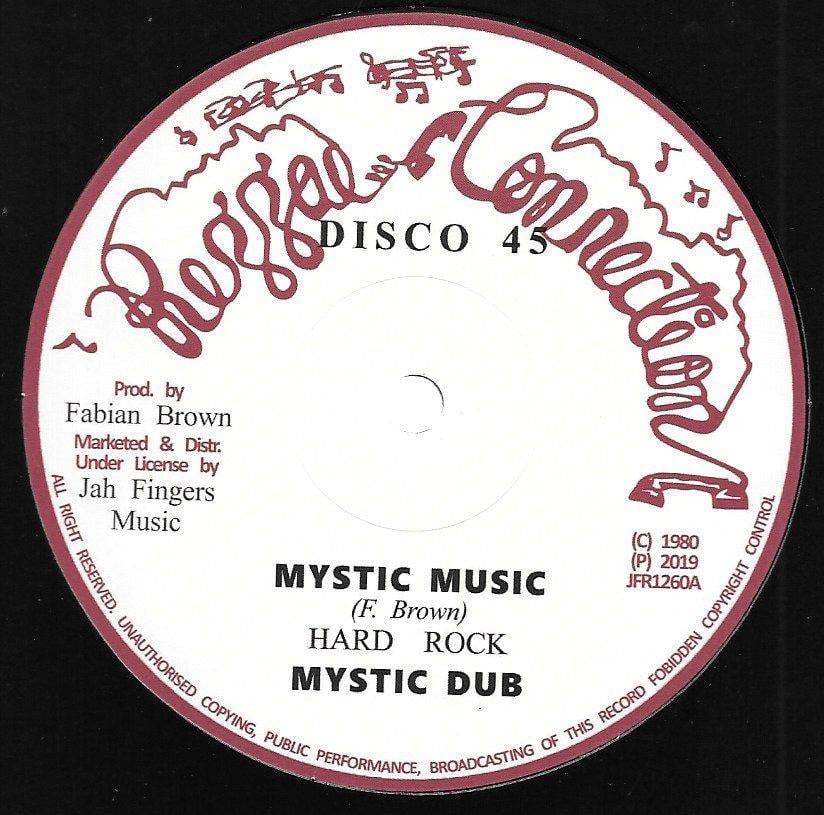 Reggae Connection
DISCO 45
Prod. by
Fabian Brown
Marketed & Distr.
Under License by
Jah Fingers
Music
(C) 1980
(P) 2019
JFR1260A
MYSTIC MUSIC
(F. Brown)
HARD ROCK
MYSTIC DUB
ALL RIGHT RESERVED. UNAUTHORISED COPYING, PUBLIC PERFORMANCE, BROADCASTING OF THIS RECORD FOBIDDEN COPYRIGHT CONTROL